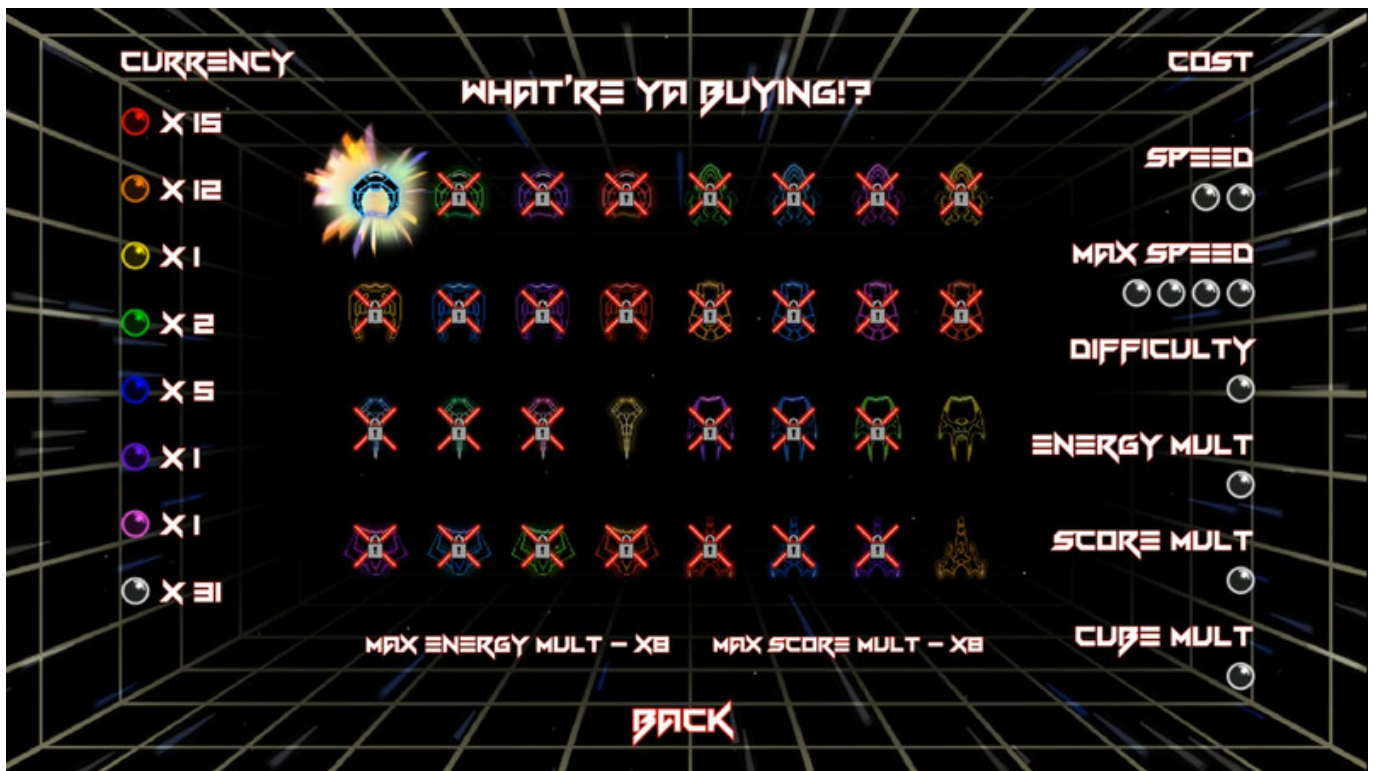 CURRENCY
X 15
X 12
X 1
X 2
X 5
X 1
X 1
X 31
WHAT'RE YA BUYING!?
MAX ENERGY MULT - X8
MAX SCORE MULT - X8
BACK
COST
SPEED
MAX SPEED
DIFFICULTY
ENERGY MULT
SCORE MULT
CUBE MULT